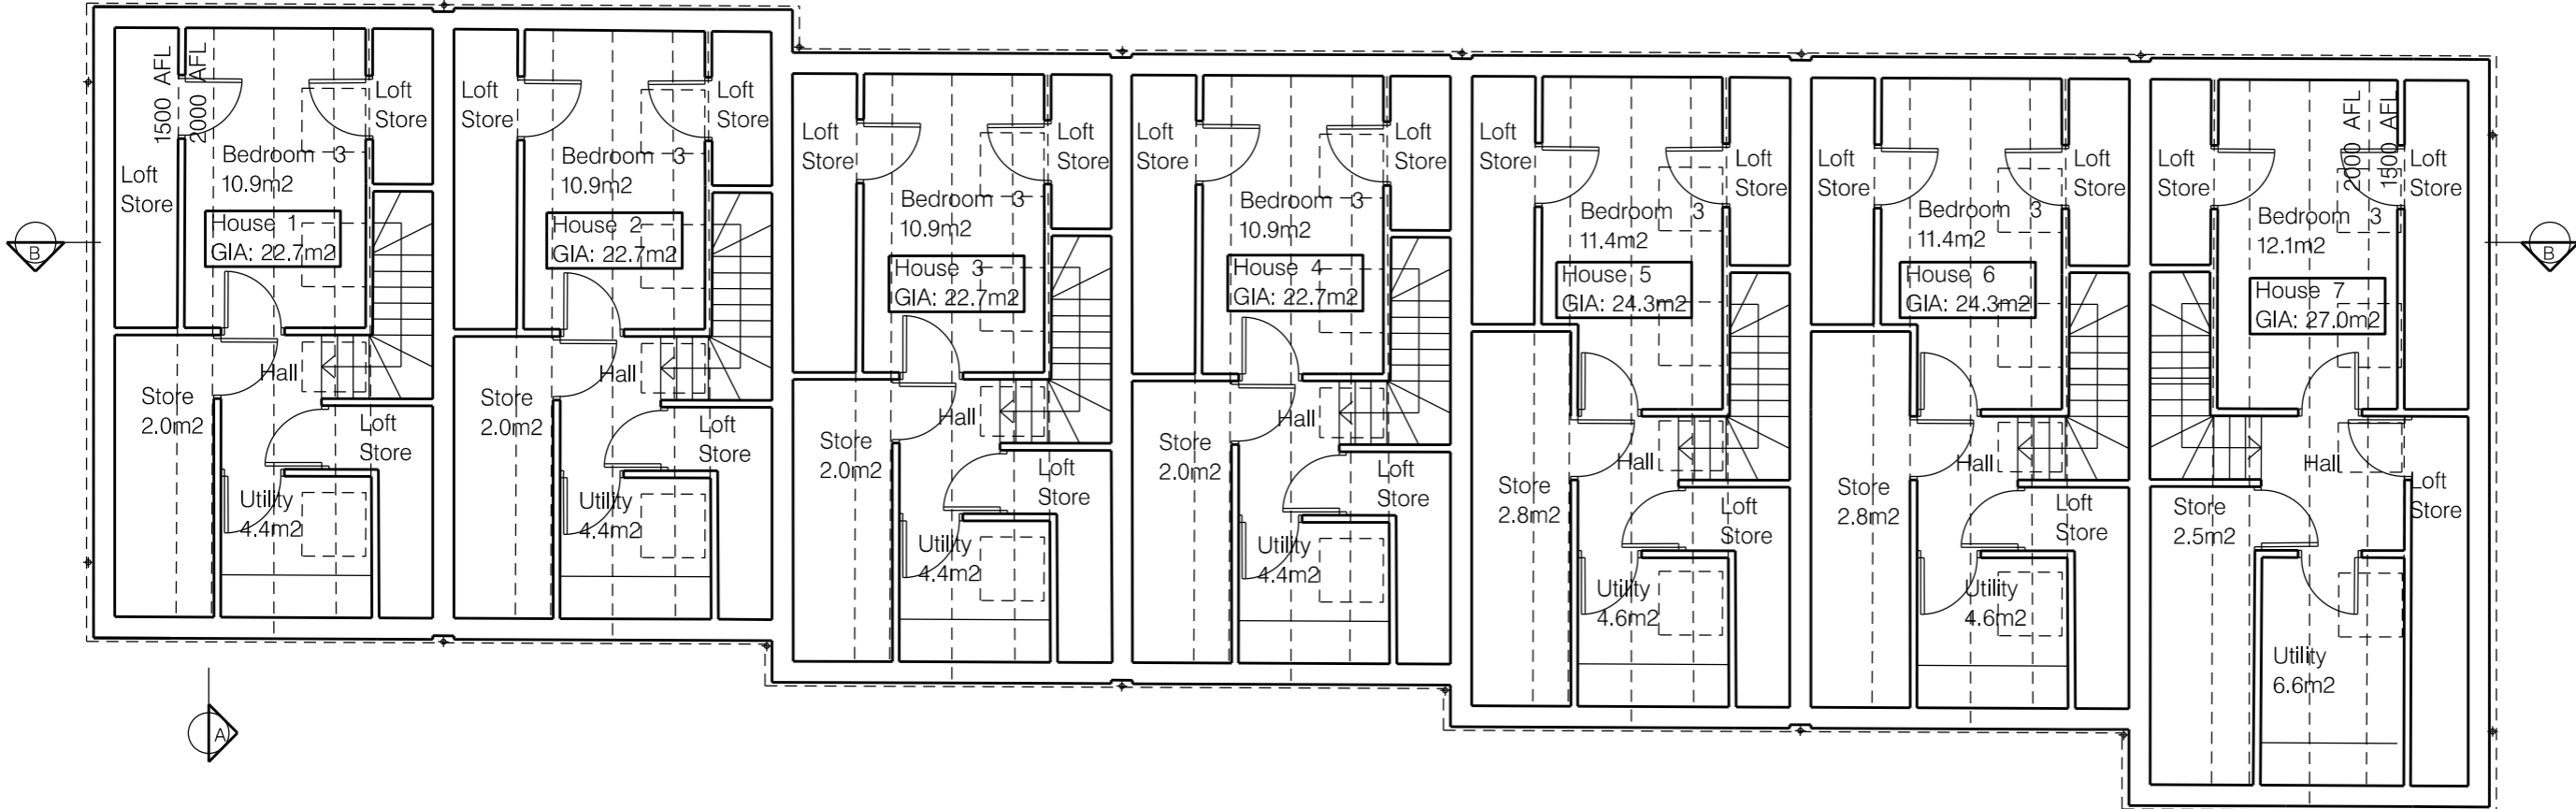 1500 AFL
2000 AFL
Loft
Store
Loft
Store
Bedroom 3
10.9m2
House 1
GIA: 22.7m2
Hall
Store
2.0m2
Loft
Store
Utility
4.4m2
Loft
Store
Loft
Store
Bedroom 3
10.9m2
House 2
GIA: 22.7m2
Hall
Store
2.0m2
Loft
Store
Utility
4.4m2
Loft
Store
Loft
Store
Bedroom 3
10.9m2
House 3
GIA: 22.7m2
Hall
Store
2.0m2
Loft
Store
Utility
4.4m2
Loft
Store
Loft
Store
Bedroom 3
10.9m2
House 4
GIA: 22.7m2
Hall
Store
2.0m2
Loft
Store
Utility
4.4m2
Loft
Store
Loft
Store
Bedroom 3
11.4m2
House 5
GIA: 24.3m2
Hall
Store
2.8m2
Loft
Store
Utility
4.6m2
Loft
Store
Loft
Store
Bedroom 3
11.4m2
House 6
GIA: 24.3m2
Hall
Store
2.8m2
Loft
Store
Utility
4.6m2
2000 AFL
1500 AFL
Loft
Store
Loft
Store
Bedroom 3
12.1m2
House 7
GIA: 27.0m2
Hall
Loft
Store
Store
2.5m2
Utility
6.6m2
B
B
A